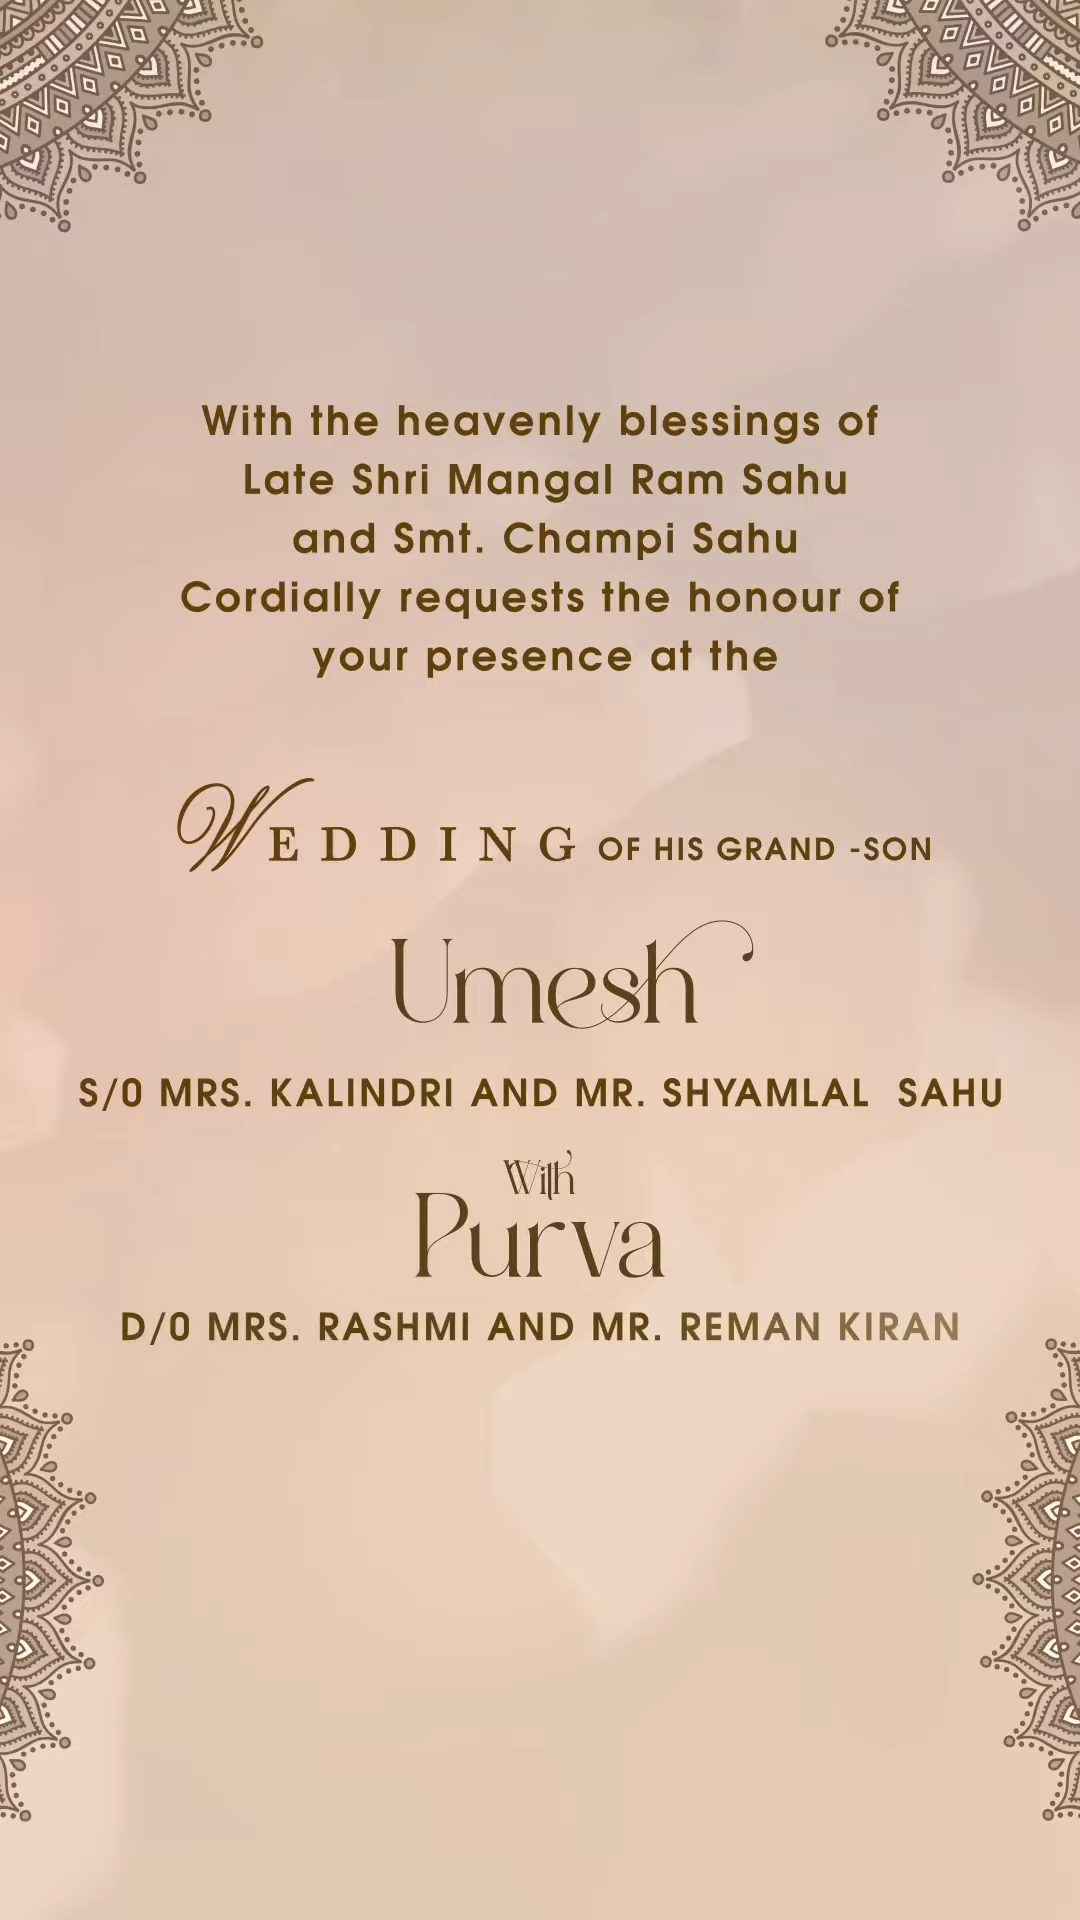 With the heavenly blessings of
Late Shri Mangal Ram Sahu
and Smt. Champi Sahu
Cordially requests the honour of
your presence at the
WEDDING OF HIS GRAND -SON
Umesh
S/0 MRS. KALINDRI AND MR. SHYAMLAL  SAHU
With
Purva
D/0 MRS. RASHMI AND MR. REMAN KIRAN